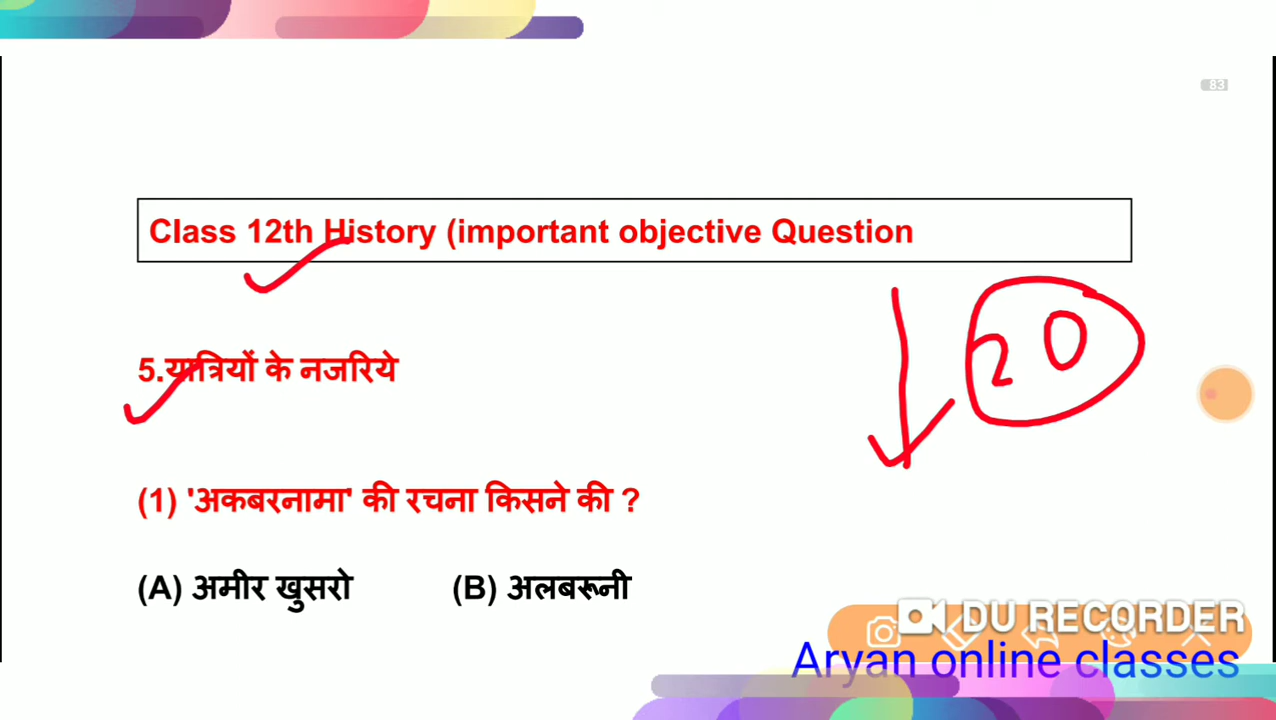 83
Class 12th History (important objective Question
20
5.यात्रियों के नजरिये
(1) 'अकबरनामा' की रचना किसने की ?
(A) अमीर खुसरो (B) अलबरूनी
DU RECORDER
Aryan online classes